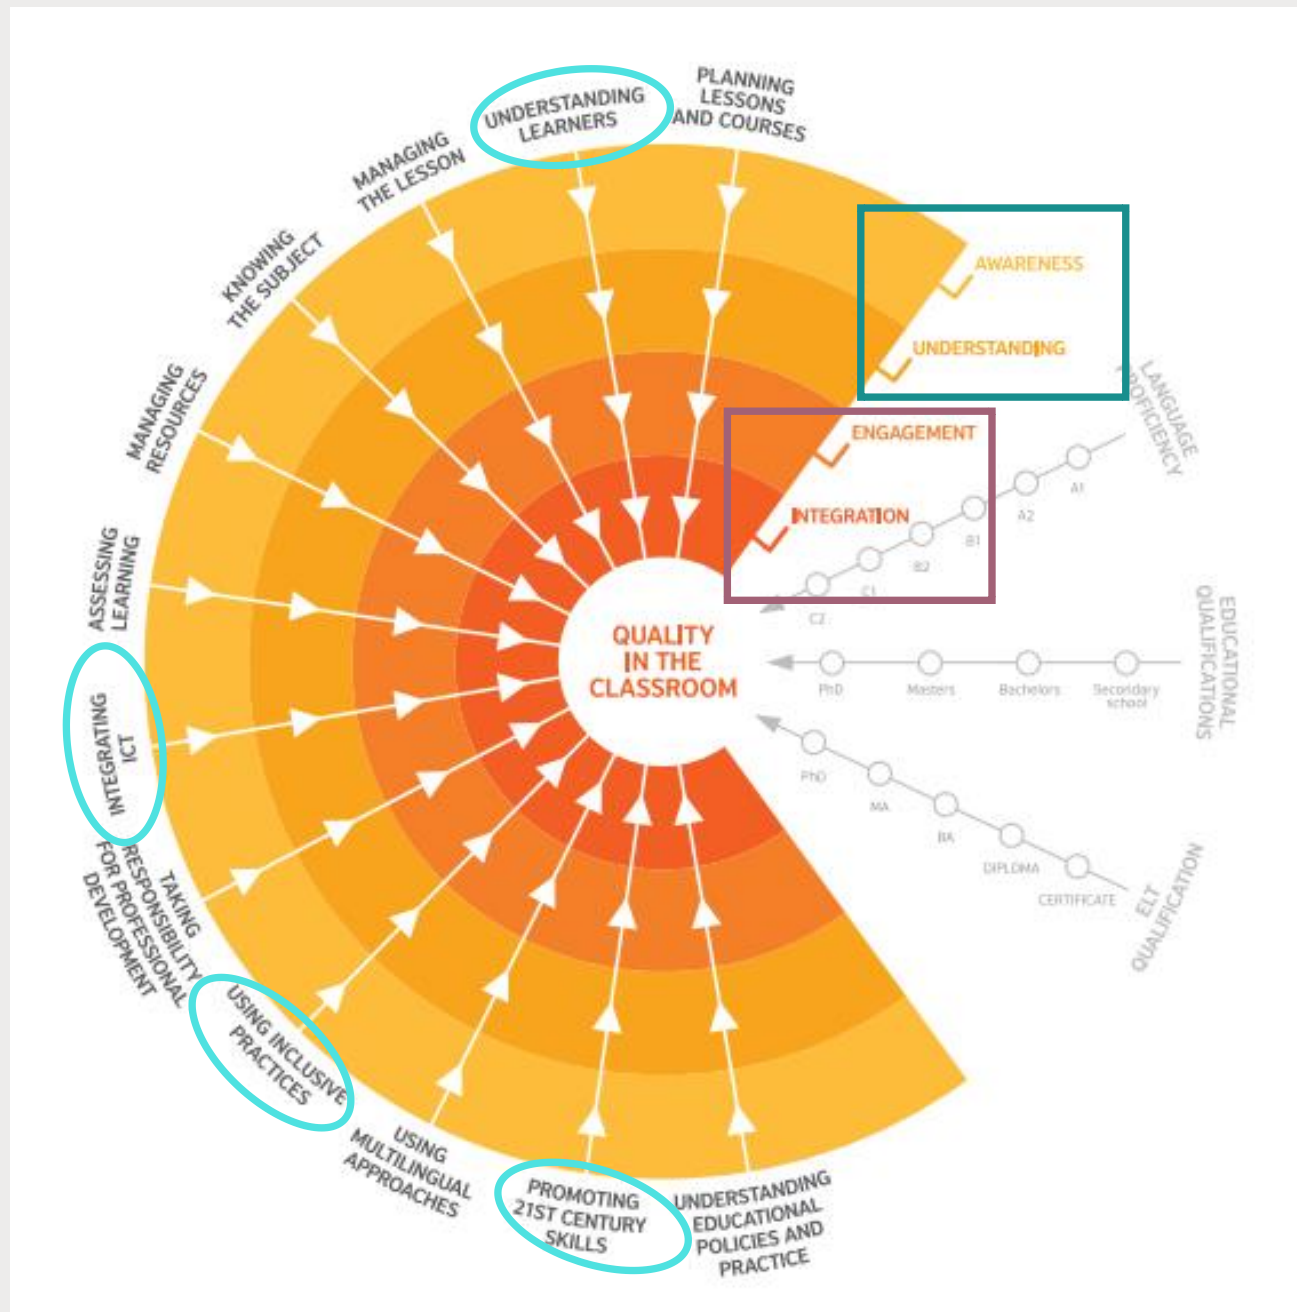 PLANNING
LESSONS
AND COURSES
UNDERSTANDING
LEARNERS
MANAGING
THE LESSON
KNOWING
THE SUBJECT
MANAGING
RESOURCES
ASSESSING
LEARNING
INTEGRATING
ICT
TAKING
RESPONSIBILITY
FOR PROFESSIONAL
DEVELOPMENT
USING INCLUSIVE
PRACTICES
USING
MULTILINGUAL
APPROACHES
PROMOTING
21ST CENTURY
SKILLS
UNDERSTANDING
EDUCATIONAL
POLICIES AND
PRACTICE
AWARENESS
UNDERSTANDING
ENGAGEMENT
INTEGRATION
QUALITY
IN THE
CLASSROOM
LANGUAGE
PROFICIENCY
A1
A2
B1
B2
C1
C2
EDUCATIONAL
QUALIFICATIONS
PhD
Masters
Bachelors
Secondary
school
ELT
QUALIFICATION
PhD
MA
BA
DIPLOMA
CERTIFICATE